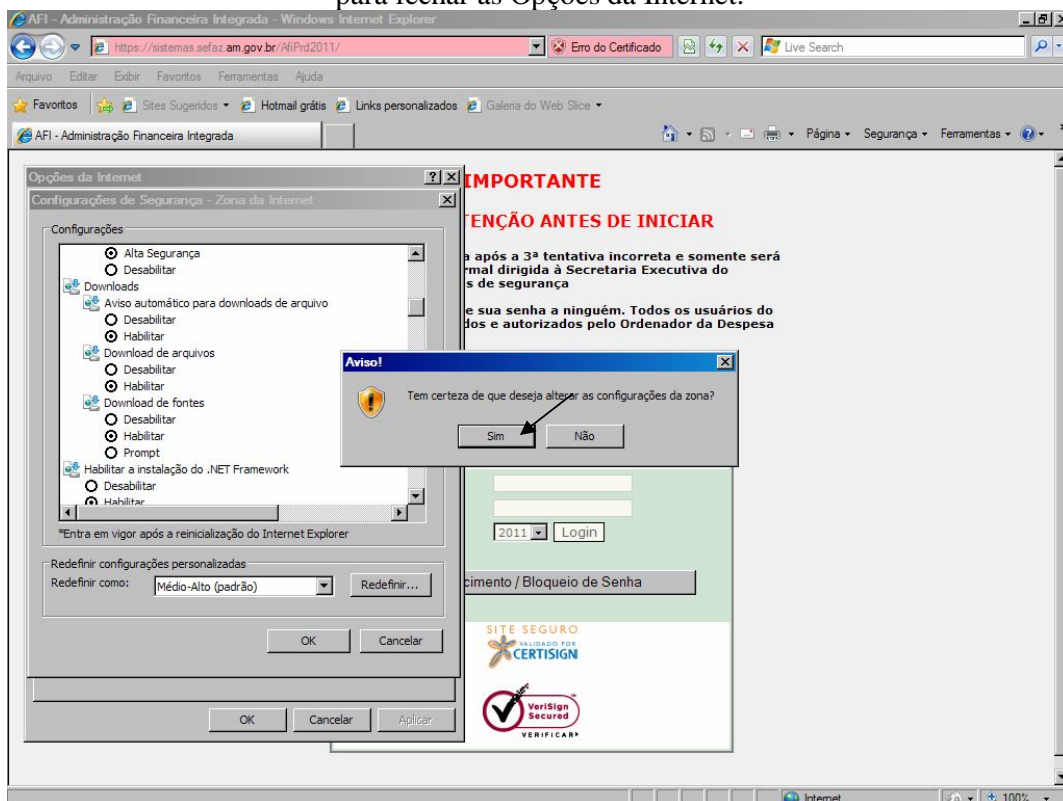 para fechar as Opções da Internet.
AFI - Administração Financeira Integrada - Windows Internet Explorer
https://sistemas.sefaz.am.gov.br/AfiPrd2011/
Erro do Certificado
Live Search
Arquivo Editar Exibir Favoritos Ferramentas Ajuda
Favoritos Sites Sugeridos Hotmail grátis Links personalizados Galeria do Web Slice
AFI - Administração Financeira Integrada
Página Segurança Ferramentas
Opções da Internet
Configurações de Segurança - Zona da Internet
Configurações
Alta Segurança
Desabilitar
Downloads
Aviso automático para downloads de arquivo
Desabilitar
Habilitar
Download de arquivos
Desabilitar
Habilitar
Download de fontes
Desabilitar
Habilitar
Prompt
Habilitar a instalação do .NET Framework
Desabilitar
Habilitar
*Entra em vigor após a reinicialização do Internet Explorer
Redefinir configurações personalizadas
Redefinir como:
Médio-Alto (padrão)
Redefinir...
OK Cancelar
OK Cancelar Aplicar
IMPORTANTE
TENÇÃO ANTES DE INICIAR
a após a 3ª tentativa incorreta e somente será
rmal dirigida à Secretaria Executiva do
s de segurança
e sua senha a ninguém. Todos os usuários do
dos e autorizados pelo Ordenador da Despesa
Aviso!
Tem certeza de que deseja alterar as configurações da zona?
Sim Não
2011 Login
cimento / Bloqueio de Senha
SITE SEGURO
VALIDADO POR
CERTISIGN
VeriSign
Secured
VERIFICAR
Internet
100%